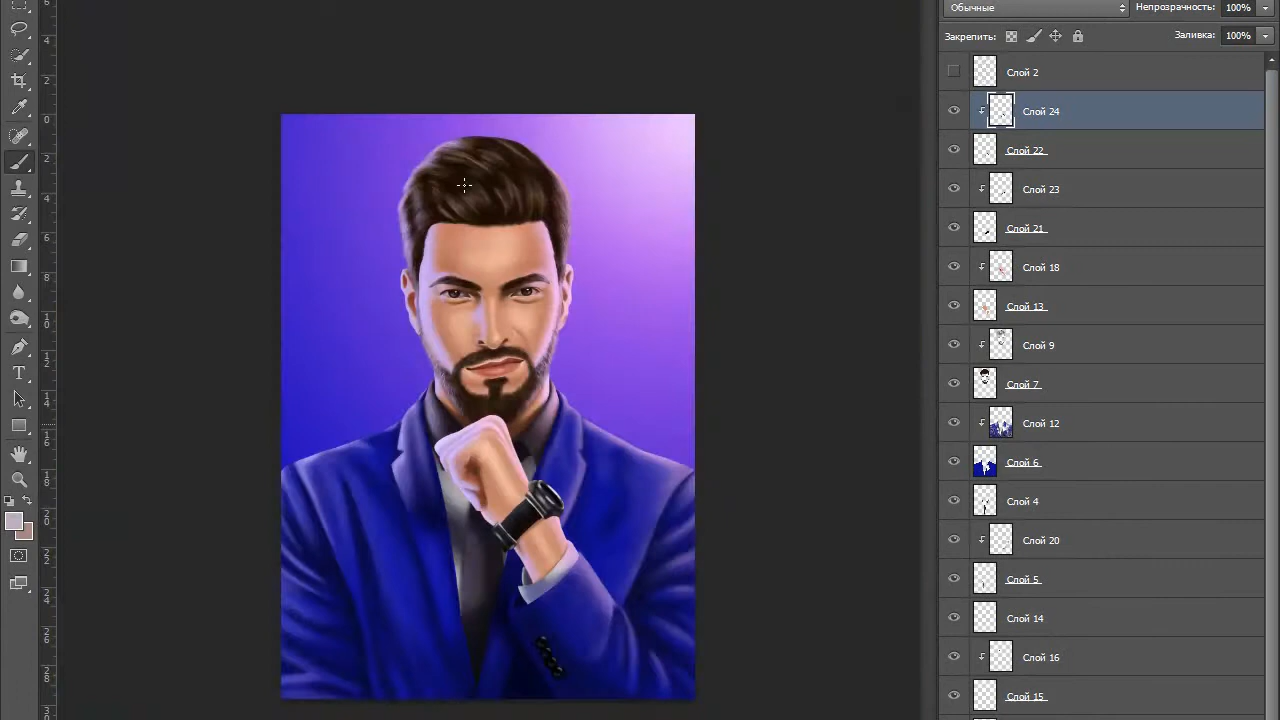 Обычные
Непрозрачность: 100%
Закрепить:
Заливка: 100%
Слой 2
Слой 24
Слой 22
Слой 23
Слой 21
Слой 18
Слой 13
Слой 9
Слой 7
Слой 12
Слой 6
Слой 4
Слой 20
Слой 5
Слой 14
Слой 16
Слой 15